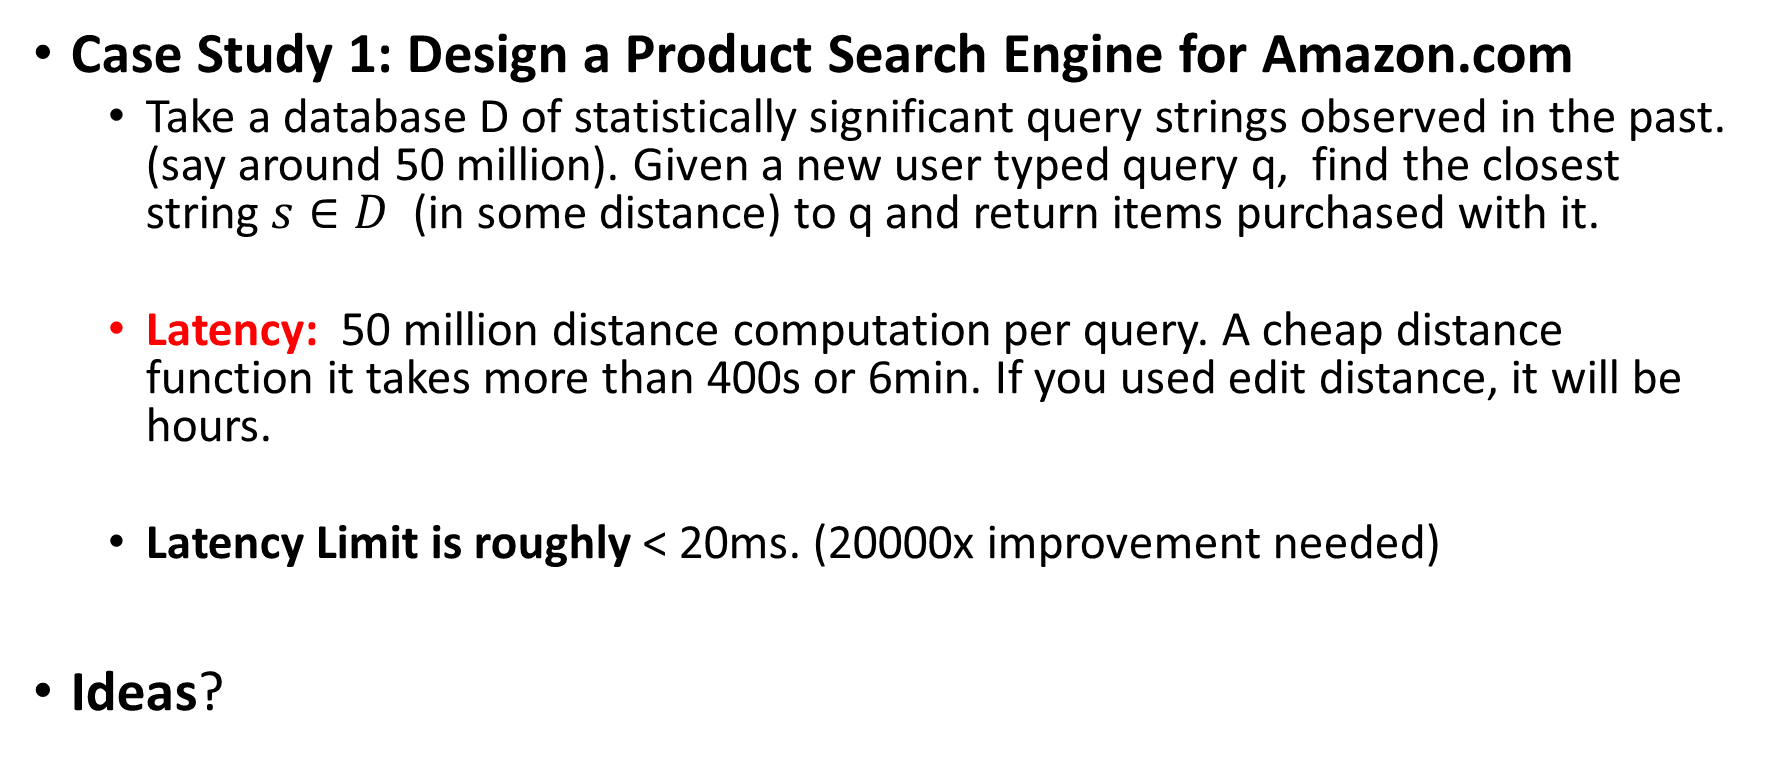 • Case Study 1: Design a Product Search Engine for Amazon.com
• Take a database D of statistically significant query strings observed in the past.
(say around 50 million). Given a new user typed query q,  find the closest
string 𝑠 ∈ 𝐷  (in some distance) to q and return items purchased with it.
• Latency:  50 million distance computation per query. A cheap distance
function it takes more than 400s or 6min. If you used edit distance, it will be
hours.
• Latency Limit is roughly < 20ms. (20000x improvement needed)
• Ideas?